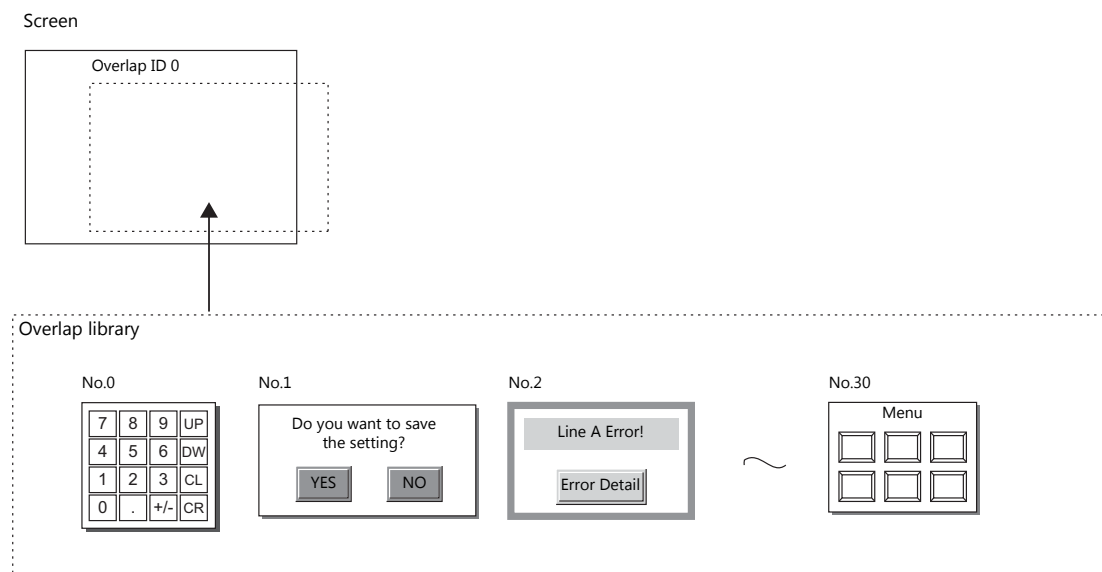 Screen
Overlap ID 0
Overlap library
No.0
7 8 9 UP
4 5 6 DW
1 2 3 CL
0 . +/- CR
No.1
Do you want to save
the setting?
YES NO
No.2
Line A Error!
Error Detail
No.30
Menu